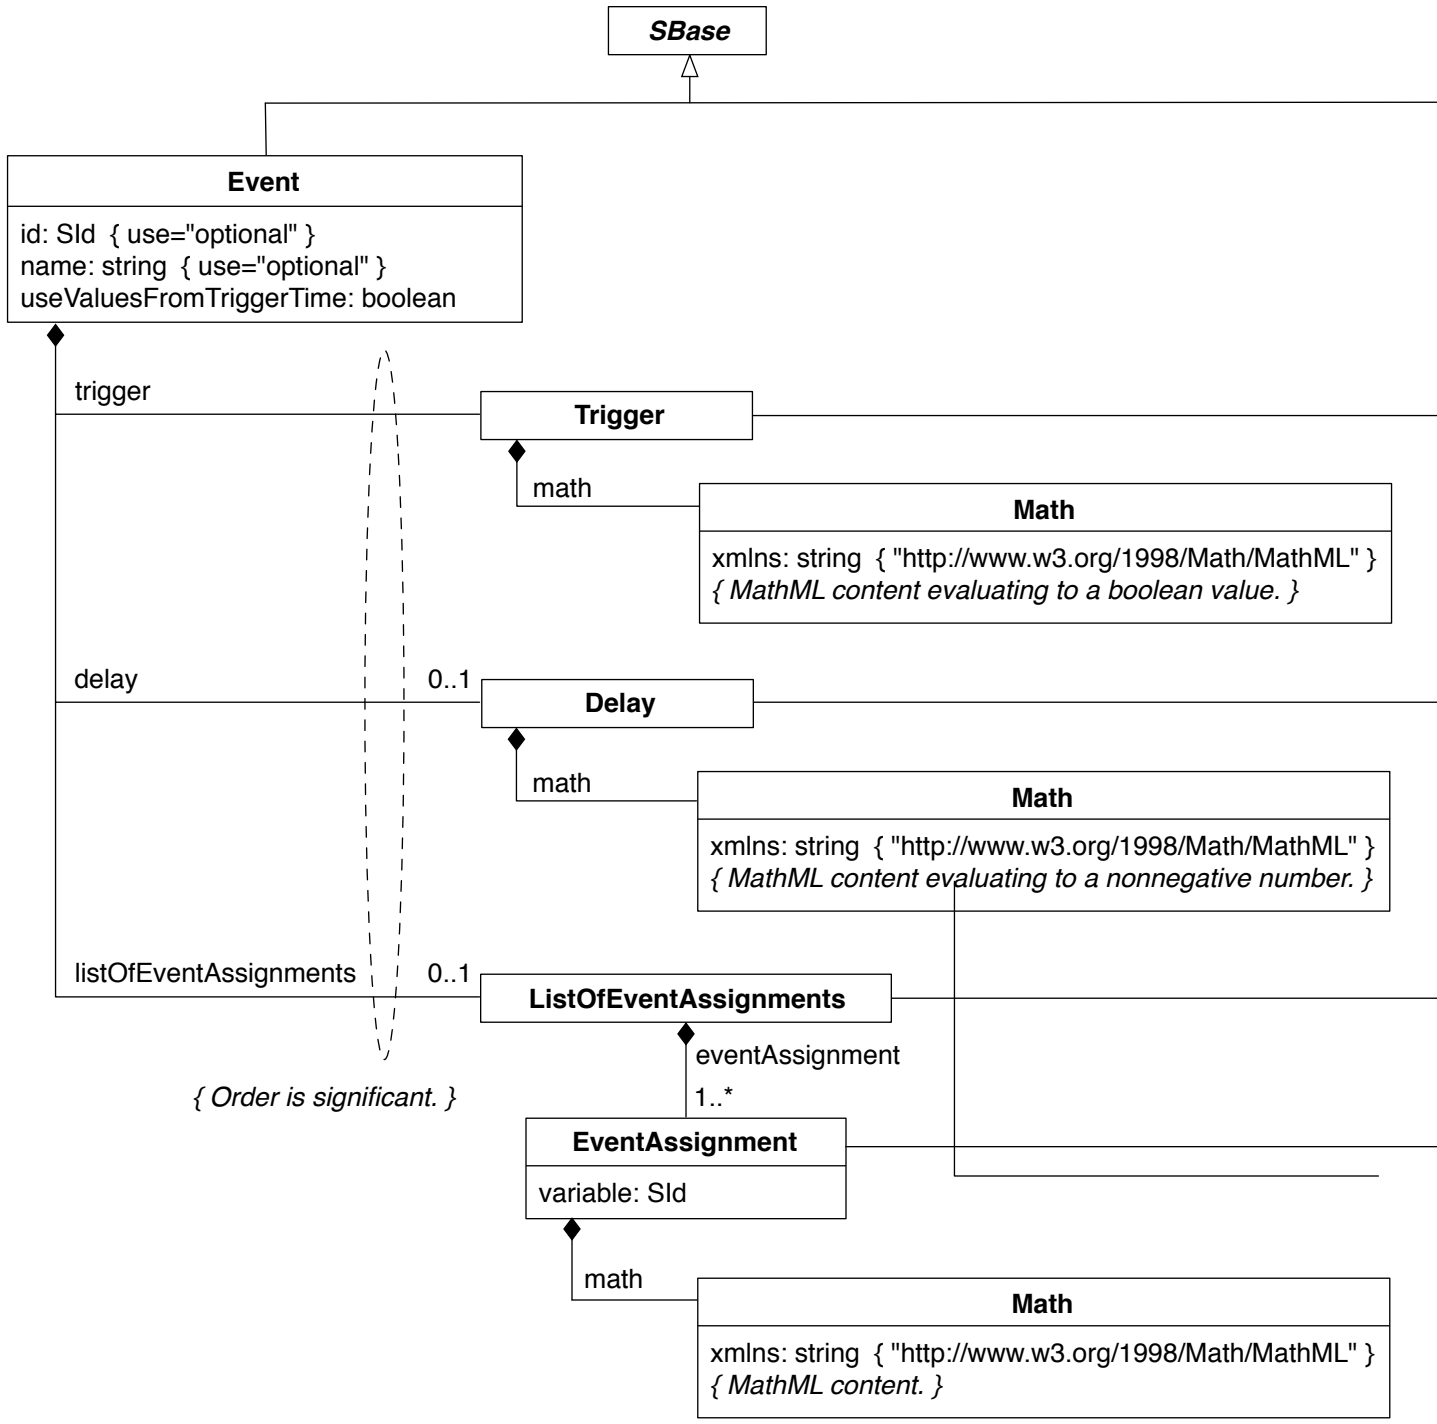 SBase
Event
id: SId { use="optional" }
name: string { use="optional" }
useValuesFromTriggerTime: boolean
trigger
Trigger
math
Math
xmlns: string { "http://www.w3.org/1998/Math/MathML" }
{ MathML content evaluating to a boolean value. }
delay
0..1
Delay
math
Math
xmlns: string { "http://www.w3.org/1998/Math/MathML" }
{ MathML content evaluating to a nonnegative number. }
listOfEventAssignments
0..1
ListOfEventAssignments
eventAssignment
{ Order is significant. }
1..*
EventAssignment
variable: SId
math
Math
xmlns: string { "http://www.w3.org/1998/Math/MathML" }
{ MathML content. }